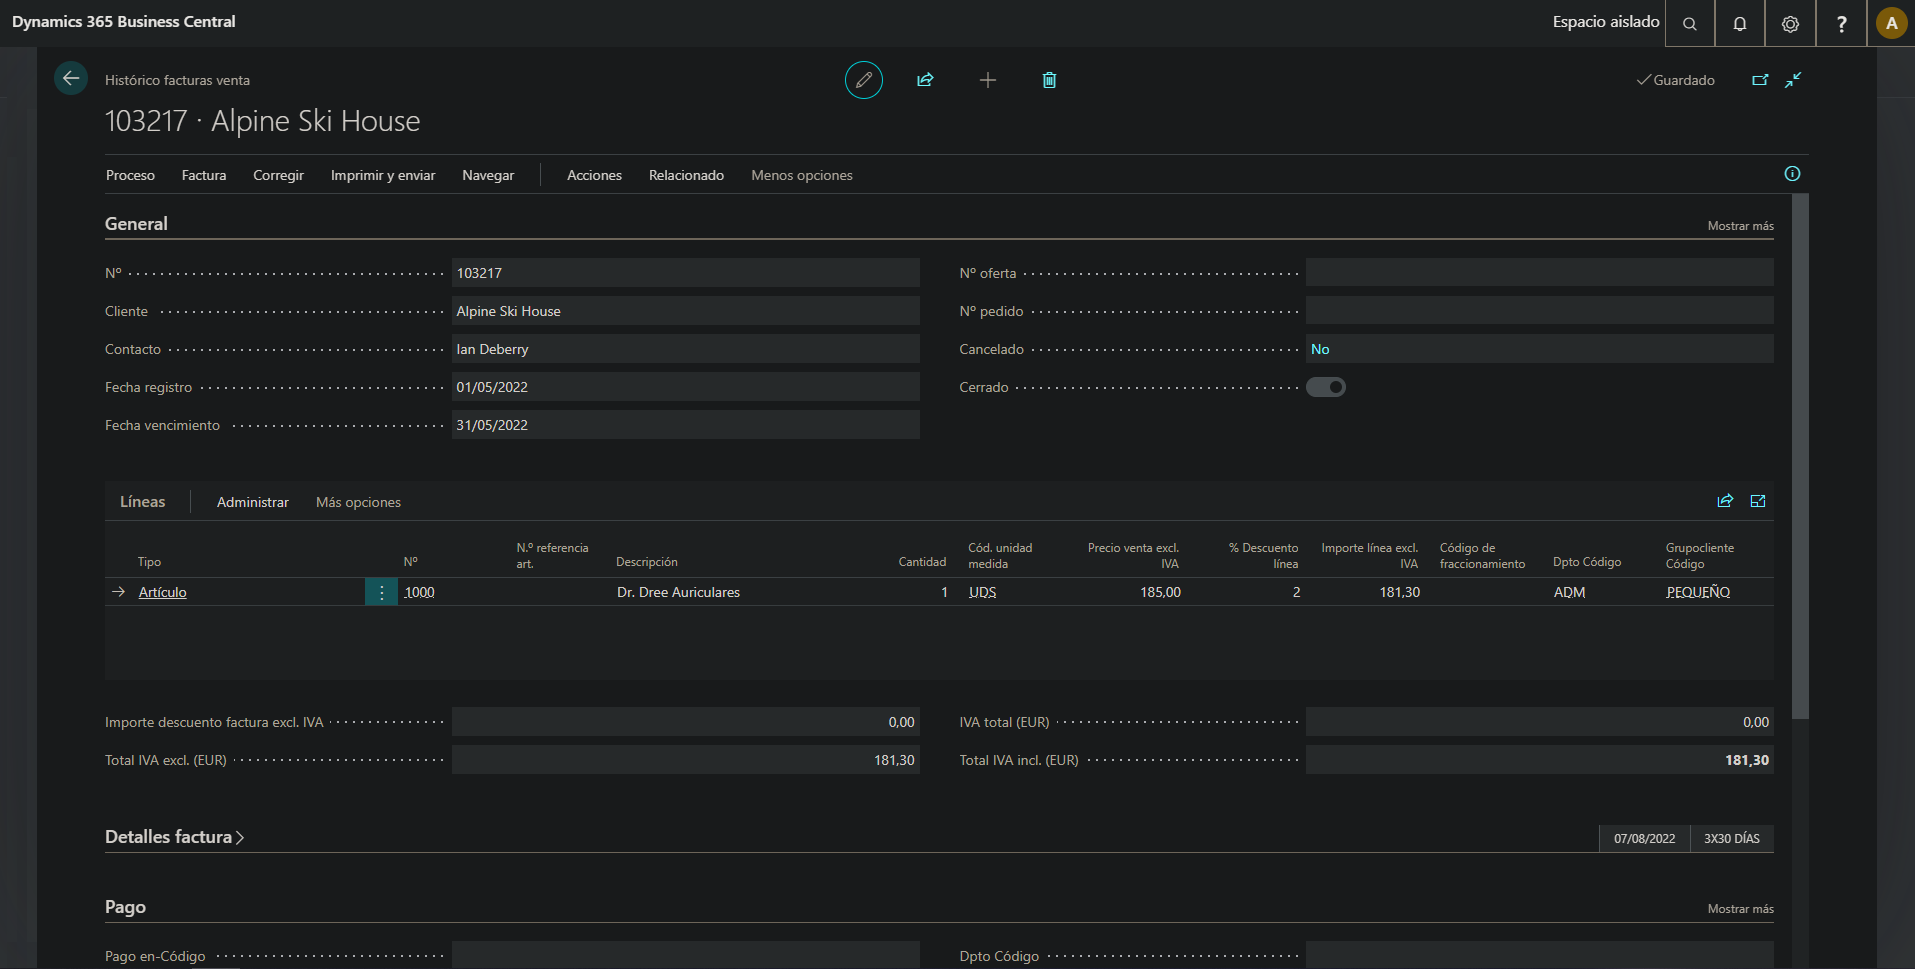 Dynamics 365 Business Central
Espacio aislado
?
A
Histórico facturas venta
Guardado
103217 · Alpine Ski House
Proceso Factura Corregir Imprimir y enviar Navegar Acciones Relacionado Menos opciones
General
Mostrar más
Nº 103217
Cliente Alpine Ski House
Contacto Ian Deberry
Fecha registro 01/05/2022
Fecha vencimiento 31/05/2022
Nº oferta
Nº pedido
Cancelado No
Cerrado
Líneas Administrar Más opciones
Tipo Nº N.º referencia art. Descripción Cantidad Cód. unidad medida Precio venta excl. IVA % Descuento línea Importe línea excl. IVA Código de fraccionamiento Dpto Código Grupocliente Código
Artículo 1000 Dr. Dree Auriculares 1 UDS 185,00 2 181,30 ADM PEQUEÑO
Importe descuento factura excl. IVA 0,00
Total IVA excl. (EUR) 181,30
IVA total (EUR) 0,00
Total IVA incl. (EUR) 181,30
Detalles factura
07/08/2022 3X30 DÍAS
Pago
Mostrar más
Pago en-Código
Dpto Código